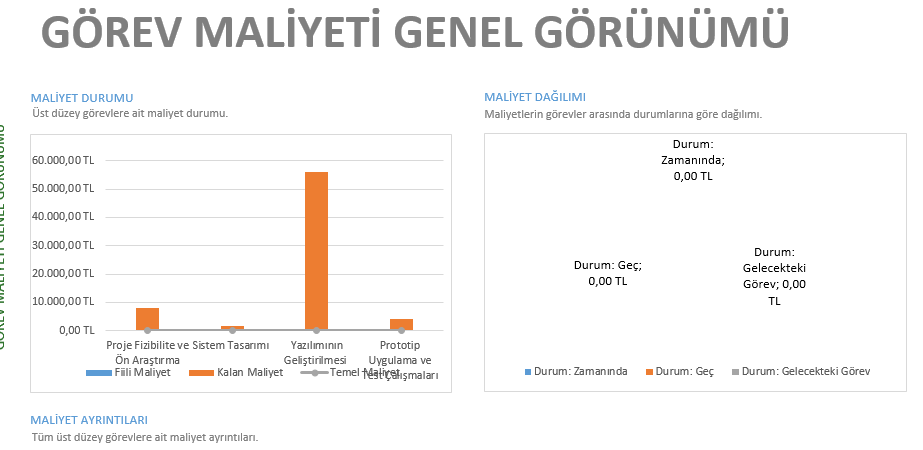 GÖREV MALİYETİ GENEL GÖRÜNÜMÜ
MALİYET DURUMU
Üst düzey görevlere ait maliyet durumu.
60.000,00 TL
50.000,00 TL
40.000,00 TL
30.000,00 TL
20.000,00 TL
10.000,00 TL
0,00 TL
Proje Fizibilite ve
Ön Araştırma
Sistem Tasarımı
Yazılımının
Geliştirilmesi
Prototip
Uygulama ve
Test Çalışmaları
Fiili Maliyet
Kalan Maliyet
Temel Maliyet
MALİYET DAĞILIMI
Maliyetlerin görevler arasında durumlarına göre dağılımı.
Durum:
Zamanında;
0,00 TL
Durum: Geç;
0,00 TL
Durum:
Gelecekteki
Görev; 0,00
TL
Durum: Zamanında
Durum: Geç
Durum: Gelecekteki Görev
MALİYET AYRINTILARI
Tüm üst düzey görevlere ait maliyet ayrıntıları.